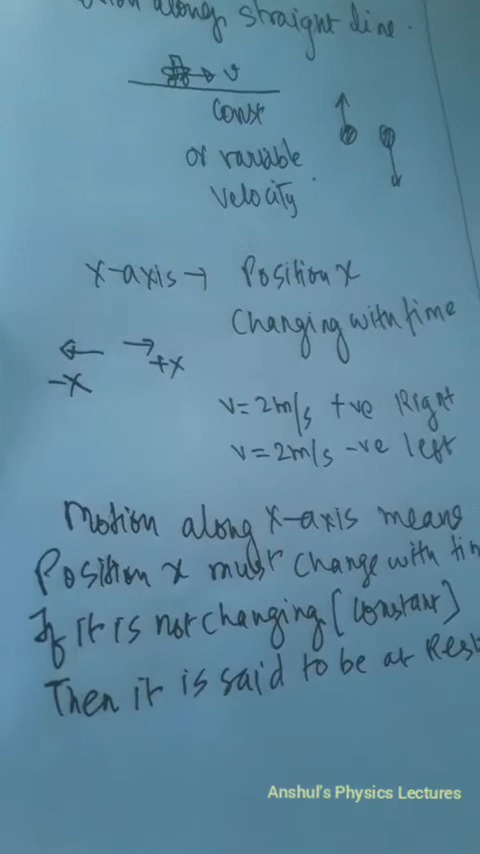 along straight line.
v
Const
or variable
velocity.
x-axis → Position x
Changing with time
-x +x
v=2m/s +ve Right
v=2m/s -ve left
Motion along x-axis means
Position x must change with
If it is not changing [constant]
Then it is said to be at
Anshul's Physics Lectures